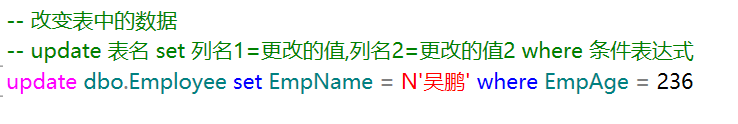 -- 改变表中的数据
-- update 表名 set 列名1=更改的值,列名2=更改的值2 where 条件表达式
update dbo.Employee set EmpName = N'吴鹏' where EmpAge = 236